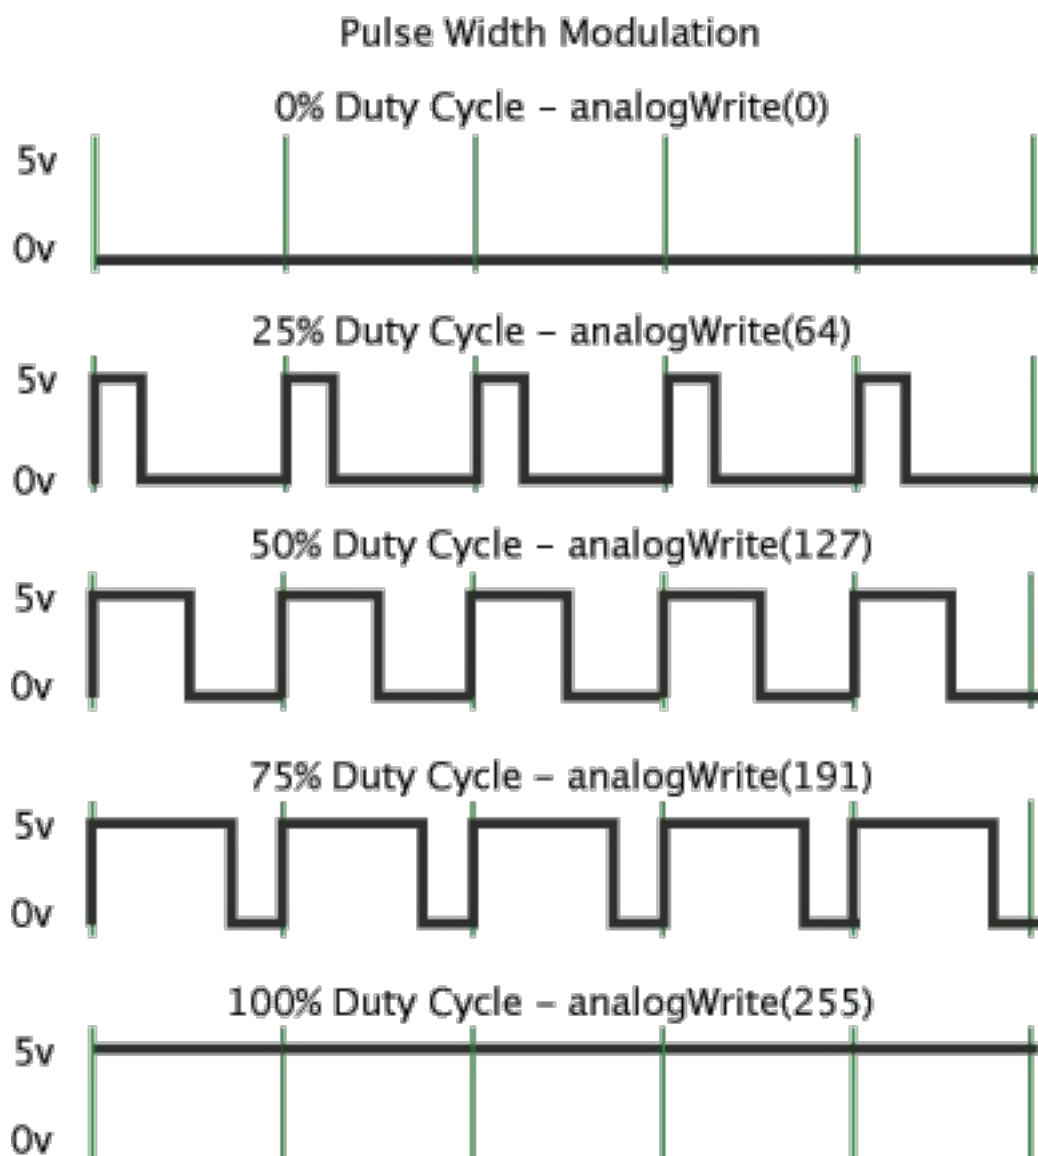 Pulse Width Modulation
0% Duty Cycle – analogWrite(0)
5v
0v
25% Duty Cycle – analogWrite(64)
5v
0v
50% Duty Cycle – analogWrite(127)
5v
0v
75% Duty Cycle – analogWrite(191)
5v
0v
100% Duty Cycle – analogWrite(255)
5v
0v